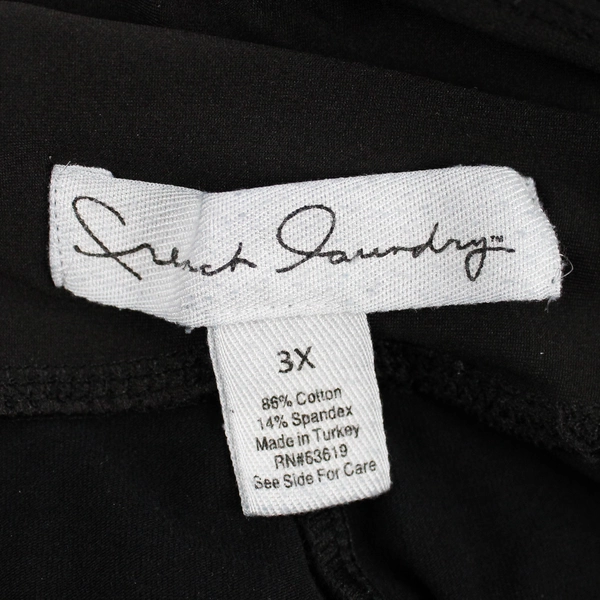 French Laundry™
3X
86% Cotton
14% Spandex
Made in Turkey
RN#63619
See Side For Care